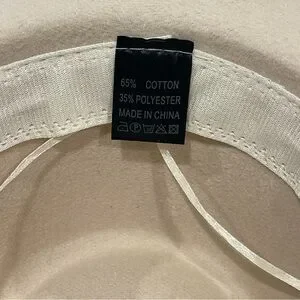 65% COTTON
35% POLYESTER
MADE IN CHINA